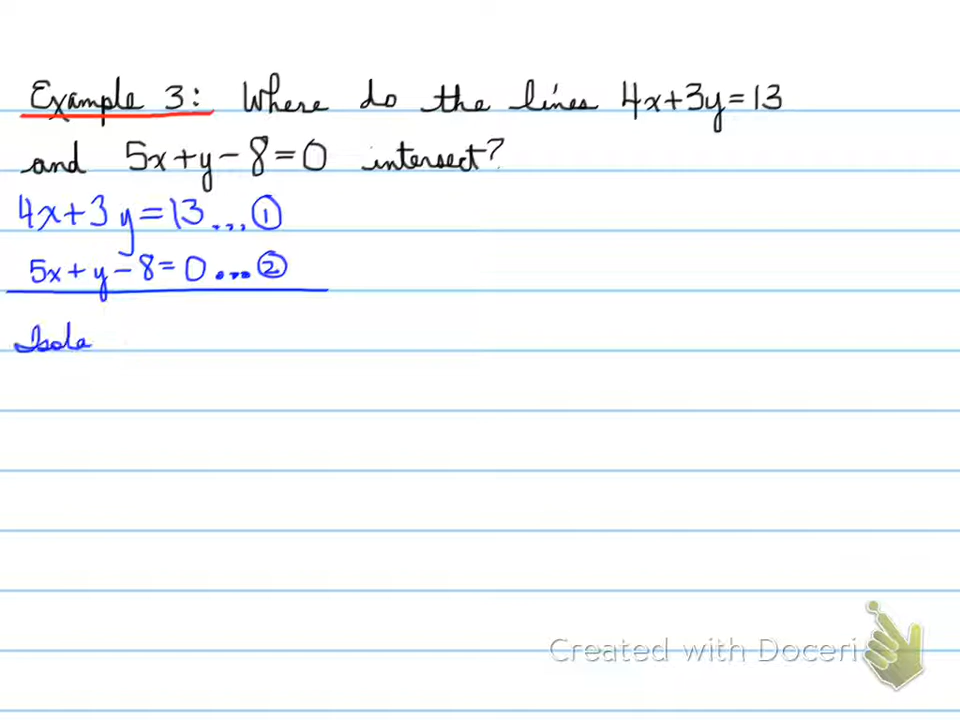 Example 3: Where do the lines 4x+3y=13
and 5x+y-8=0 intersect?
4x+3y=13...①
5x+y-8=0...②
Isola
Created with Doceri